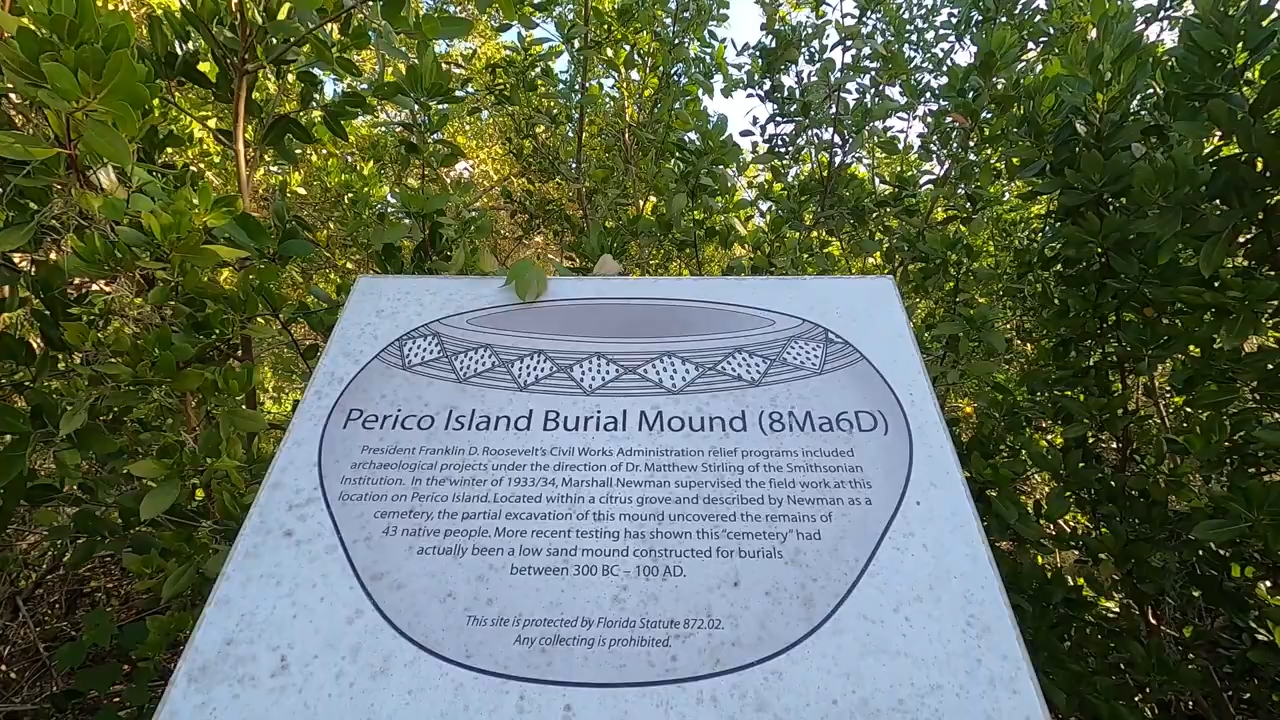 Perico Island Burial Mound (8Ma6D)
President Franklin D. Roosevelt's Civil Works Administration relief programs included
archaeological projects under the direction of Dr. Matthew Stirling of the Smithsonian
Institution. In the winter of 1933/34, Marshall Newman supervised the field work at this
location on Perico Island. Located within a citrus grove and described by Newman as a
cemetery, the partial excavation of this mound uncovered the remains of
43 native people. More recent testing has shown this "cemetery" had
actually been a low sand mound constructed for burials
between 300 BC – 100 AD.
This site is protected by Florida Statute 872.02.
Any collecting is prohibited.